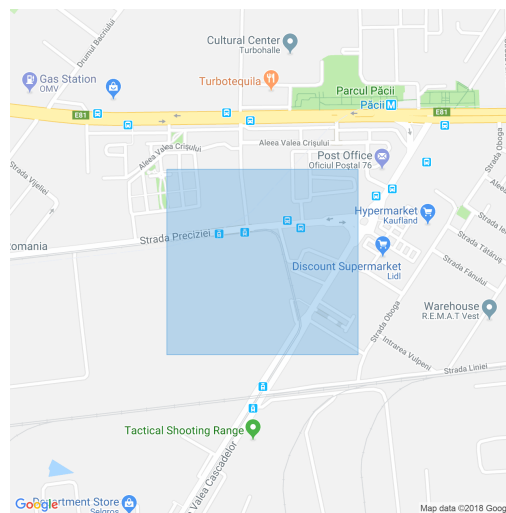 Drumul Bacriului
Cultural Center
Turbohalle
Gas Station
OMV
Turbotequila
Parcul Păcii
Păcii M
E81
E81
Aleea Valea Crișului
Aleea Valea Crișului
Post Office
Oficiul Poștal 76
Strada Oboga
Strada Vijeliei
Hypermarket
Kaufland
Strada Tătăruș
omania
Strada Preciziei
Discount Supermarket
Lidl
Strada Fânului
Strada Oboga
Warehouse
R.E.M.A.T Vest
Intrarea Vulpeni
Strada Liniei
Tactical Shooting Range
Valea Cascadelor
Department Store
Selgros
Google
Map data ©2018 Goog